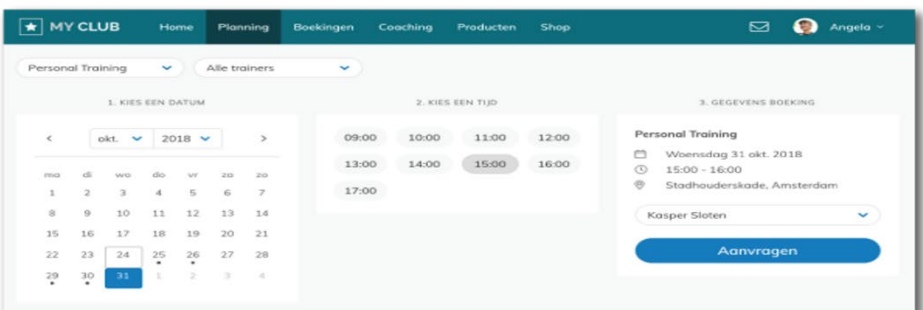 MY CLUB Home Planning Boekingen Coaching Producten Shop Angela
Personal Training Alle trainers
1. KIES EEN DATUM
okt. 2018
ma di wo do vr za zo
1 2 3 4 5 6 7
8 9 10 11 12 13 14
15 16 17 18 19 20 21
22 23 24 25 26 27 28
29 30 31 1 2 3 4
2. KIES EEN TIJD
09:00 10:00 11:00 12:00
13:00 14:00 15:00 16:00
17:00
3. GEGEVENS BOEKING
Personal Training
Woensdag 31 okt. 2018
15:00 - 16:00
Stadhouderskade, Amsterdam
Kasper Sloten
Aanvragen